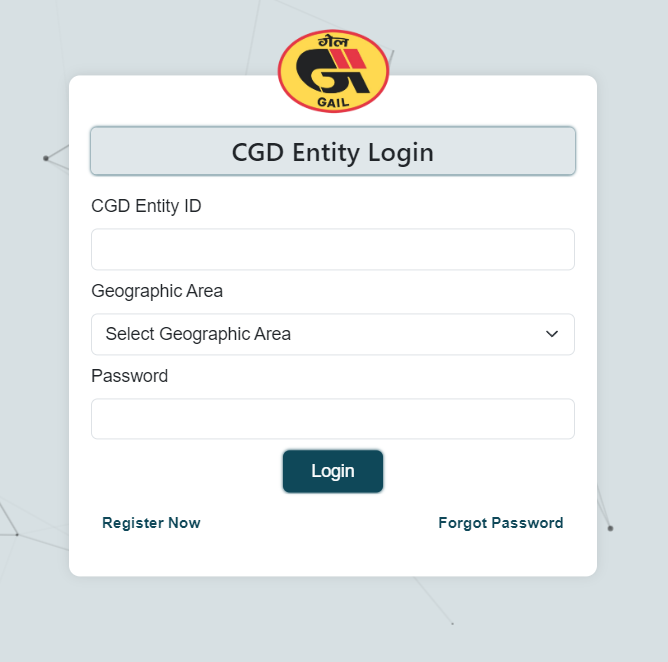 गेल
GAIL
CGD Entity Login
CGD Entity ID
Geographic Area
Select Geographic Area
Password
Login
Register Now
Forgot Password